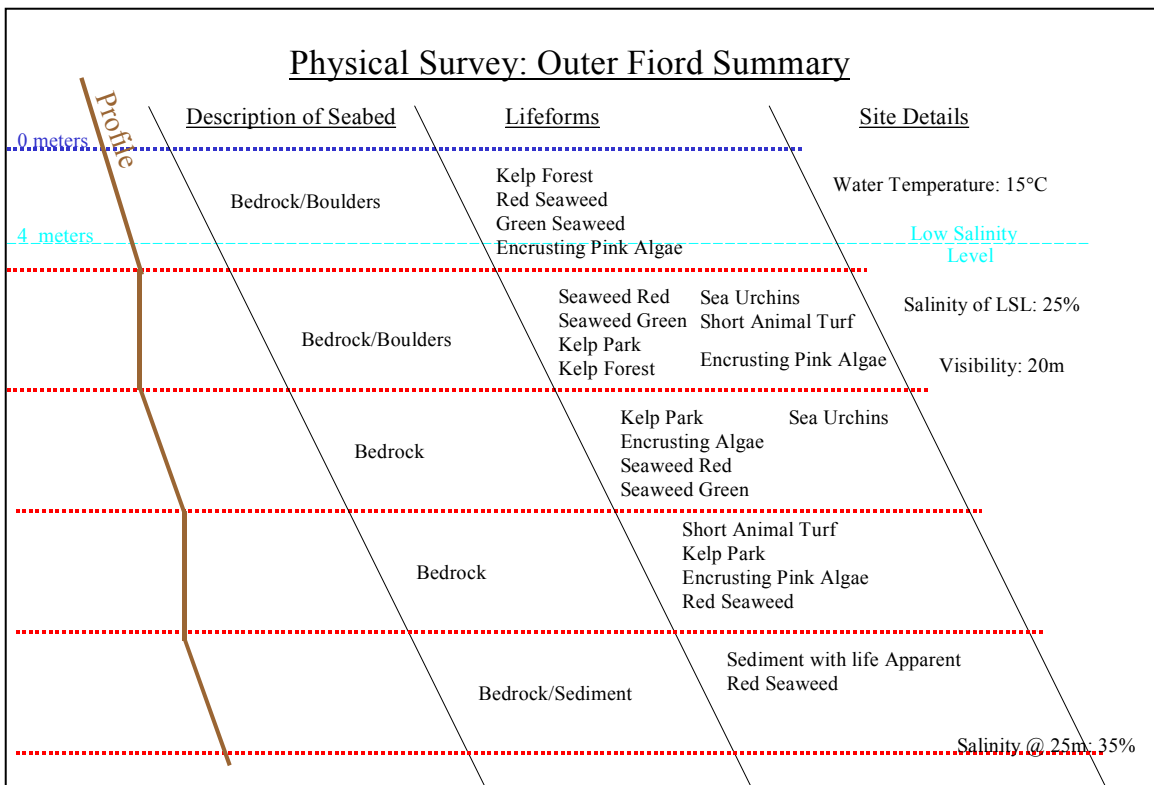 Physical Survey: Outer Fiord Summary
Profile
Description of Seabed
Lifeforms
Site Details
0 meters
Bedrock/Boulders
Kelp Forest
Red Seaweed
Green Seaweed
Encrusting Pink Algae
Water Temperature: 15°C
4 meters
Low Salinity
Level
Bedrock/Boulders
Seaweed Red
Seaweed Green
Kelp Park
Kelp Forest
Sea Urchins
Short Animal Turf
Encrusting Pink Algae
Salinity of LSL: 25%
Visibility: 20m
Bedrock
Kelp Park
Encrusting Algae
Seaweed Red
Seaweed Green
Sea Urchins
Bedrock
Short Animal Turf
Kelp Park
Encrusting Pink Algae
Red Seaweed
Bedrock/Sediment
Sediment with life Apparent
Red Seaweed
Salinity @ 25m: 35%